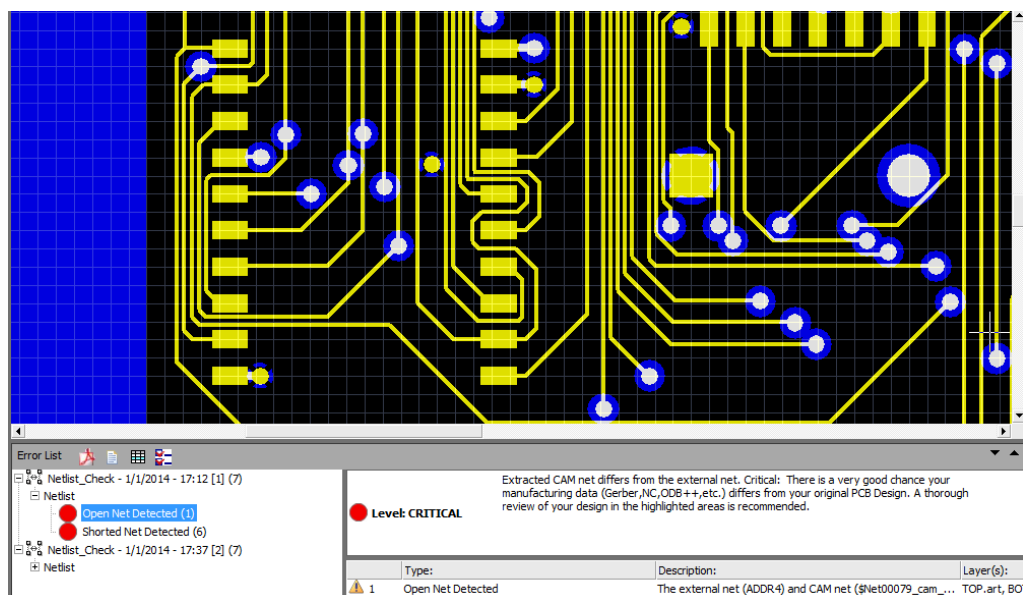 Error List
Netlist_Check - 1/1/2014 - 17:12 [1] (7)
Netlist
Open Net Detected (1)
Shorted Net Detected (6)
Netlist_Check - 1/1/2014 - 17:37 [2] (7)
Netlist
Level: CRITICAL
Extracted CAM net differs from the external net. Critical: There is a very good chance your
manufacturing data (Gerber,NC,ODB++,etc.) differs from your original PCB Design. A thorough
review of your design in the highlighted areas is recommended.
Type: Description: Layer(s):
1 Open Net Detected The external net (ADDR4) and CAM net ($Net00079_cam_... TOP.art, BO